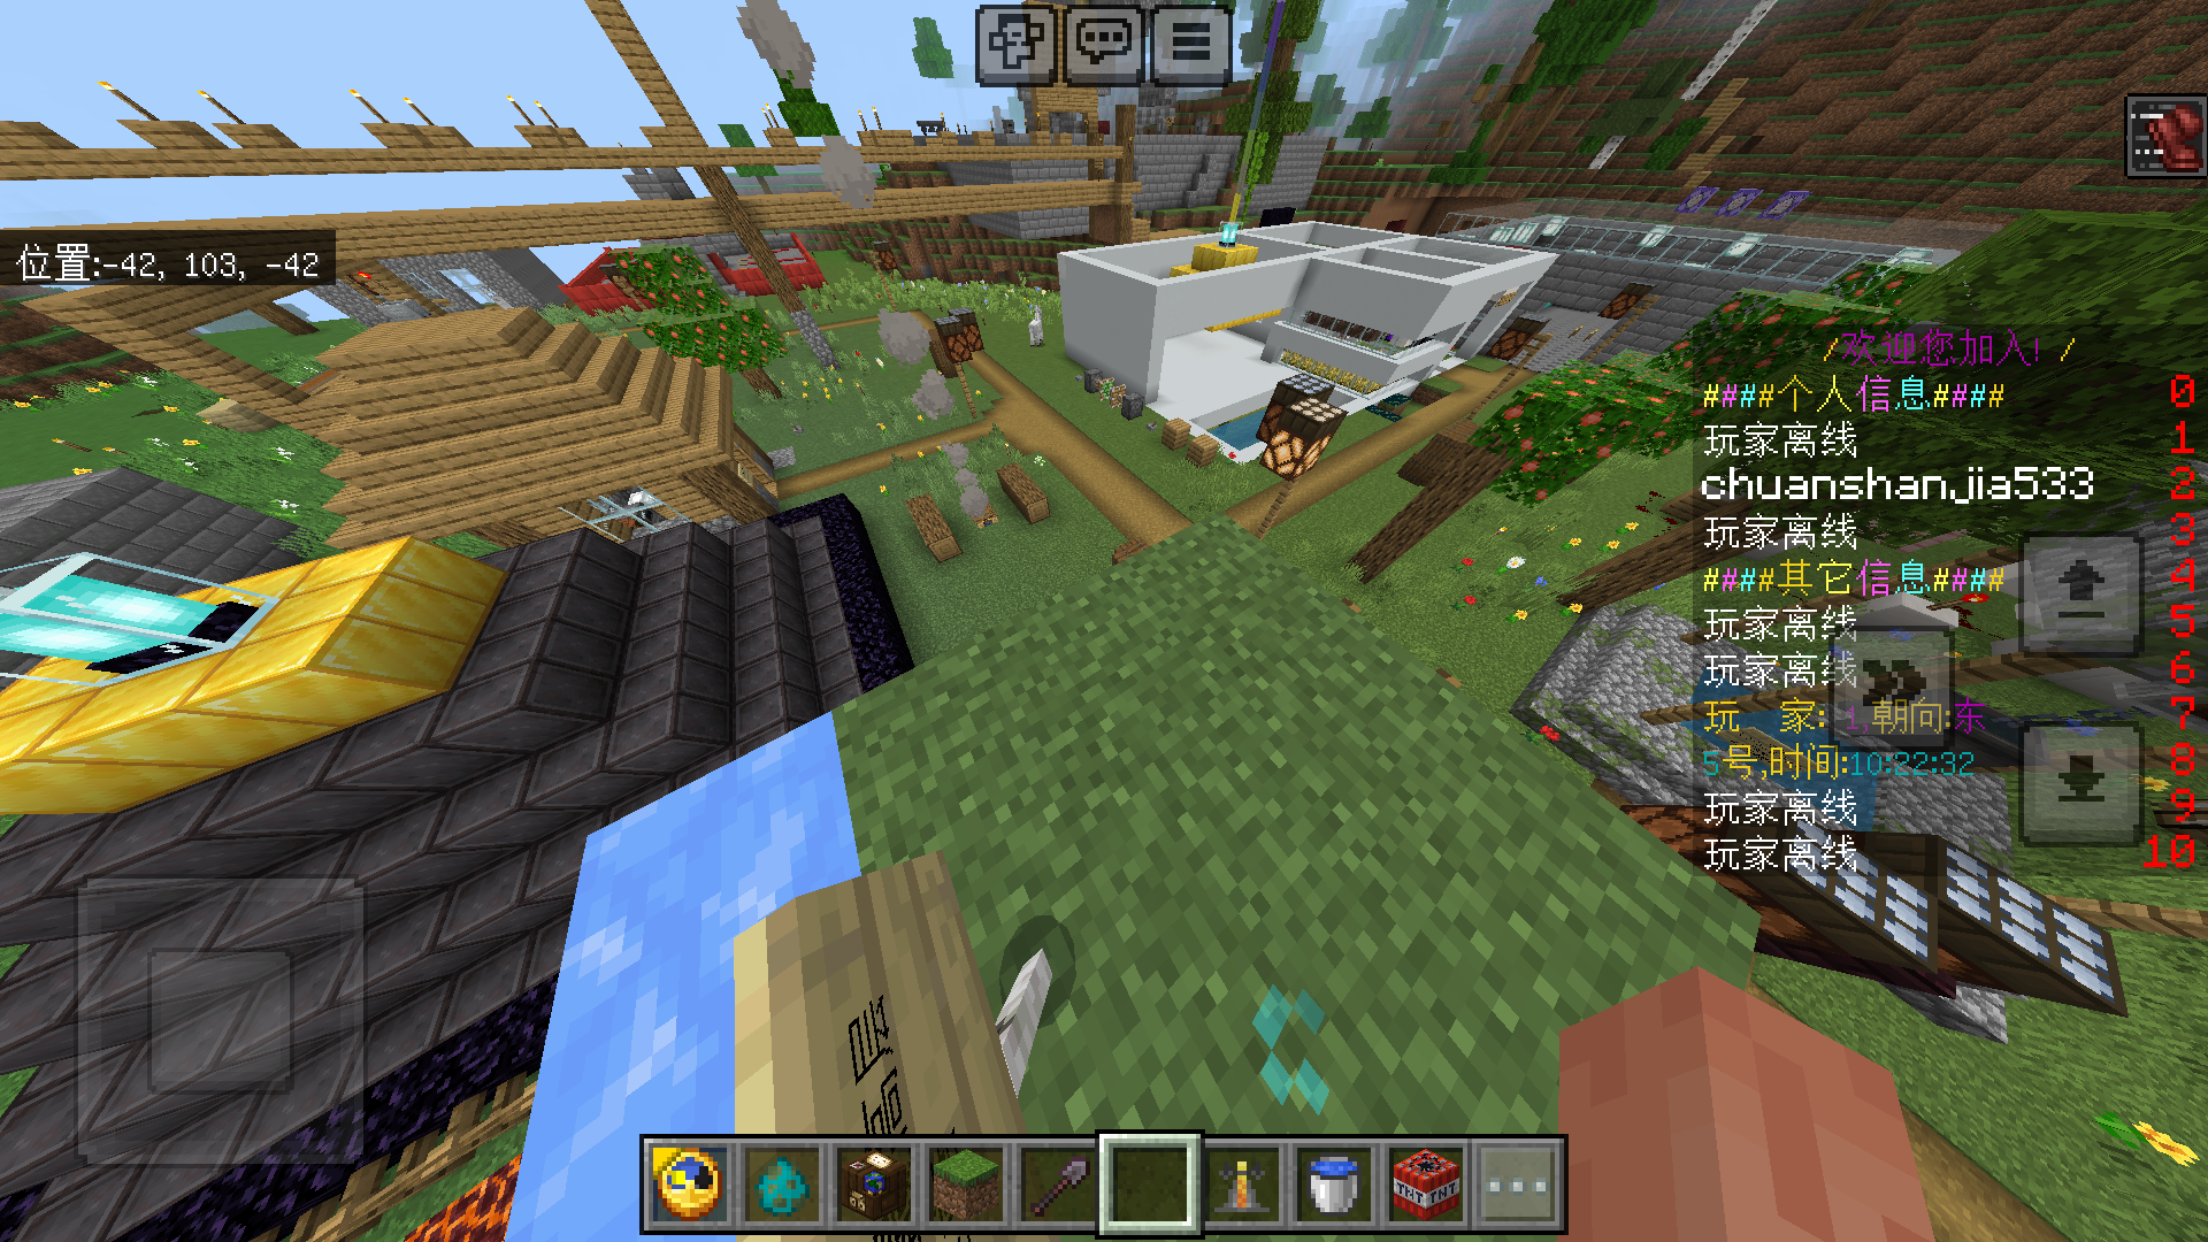 位置:-42, 103, -42
/欢迎您加入! /
####个人信息#### 0
玩家离线 1
chuanshanjia533 2
玩家离线 3
####其它信息#### 4
玩家离线 5
玩家离线 6
玩 家: 1,朝向:东 7
5号,时间:10:22:32 8
玩家离线 9
玩家离线 10
TNT TNT